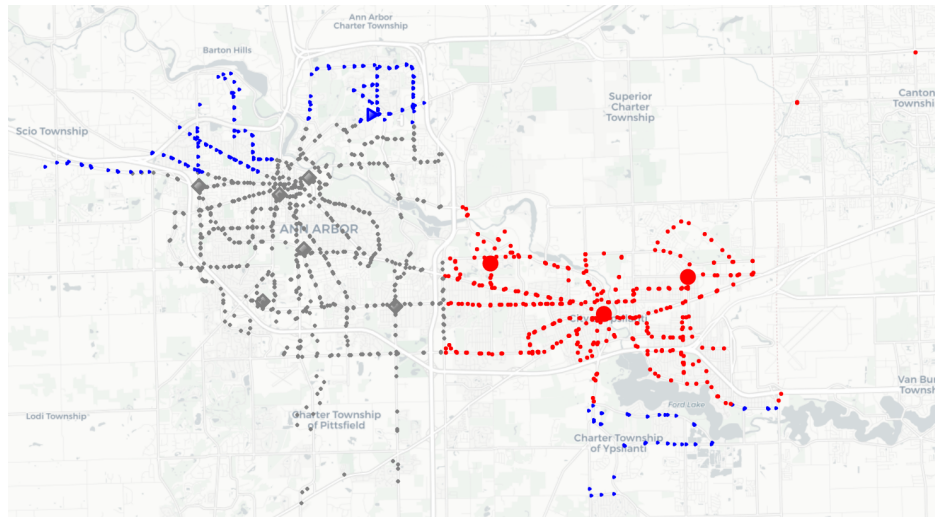 Ann Arbor
Charter Township
Barton Hills
Superior
Charter
Township
Canton
Township
Scio Township
ANN ARBOR
Van Bu
Townsh
Ford Lake
Lodi Township
Charter Township
of Pittsfield
Charter Township
of Ypsilanti